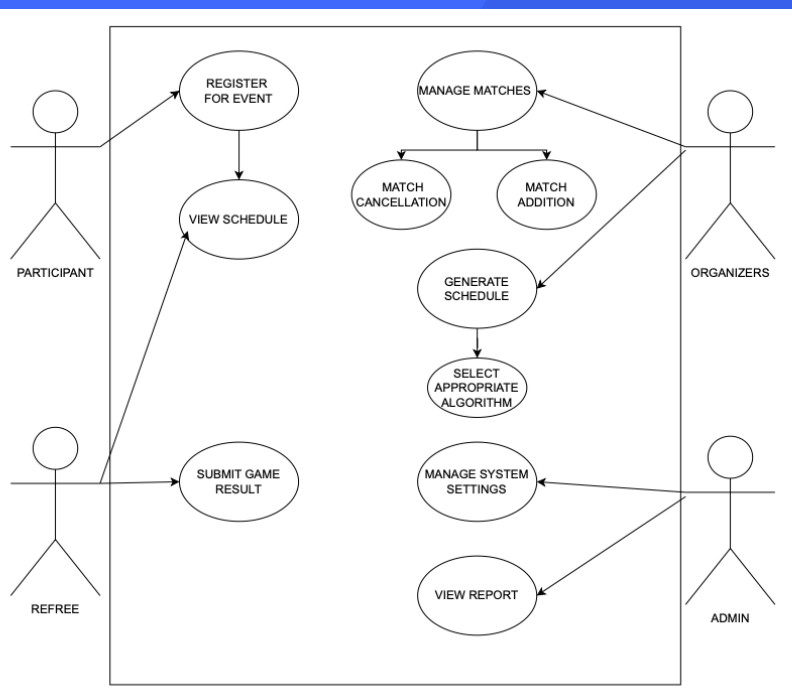 REGISTER
FOR EVENT
MANAGE MATCHES
MATCH
CANCELLATION
MATCH
ADDITION
VIEW SCHEDULE
PARTICIPANT
ORGANIZERS
GENERATE
SCHEDULE
SELECT
APPROPRIATE
ALGORITHM
SUBMIT GAME
RESULT
MANAGE SYSTEM
SETTINGS
VIEW REPORT
REFREE
ADMIN